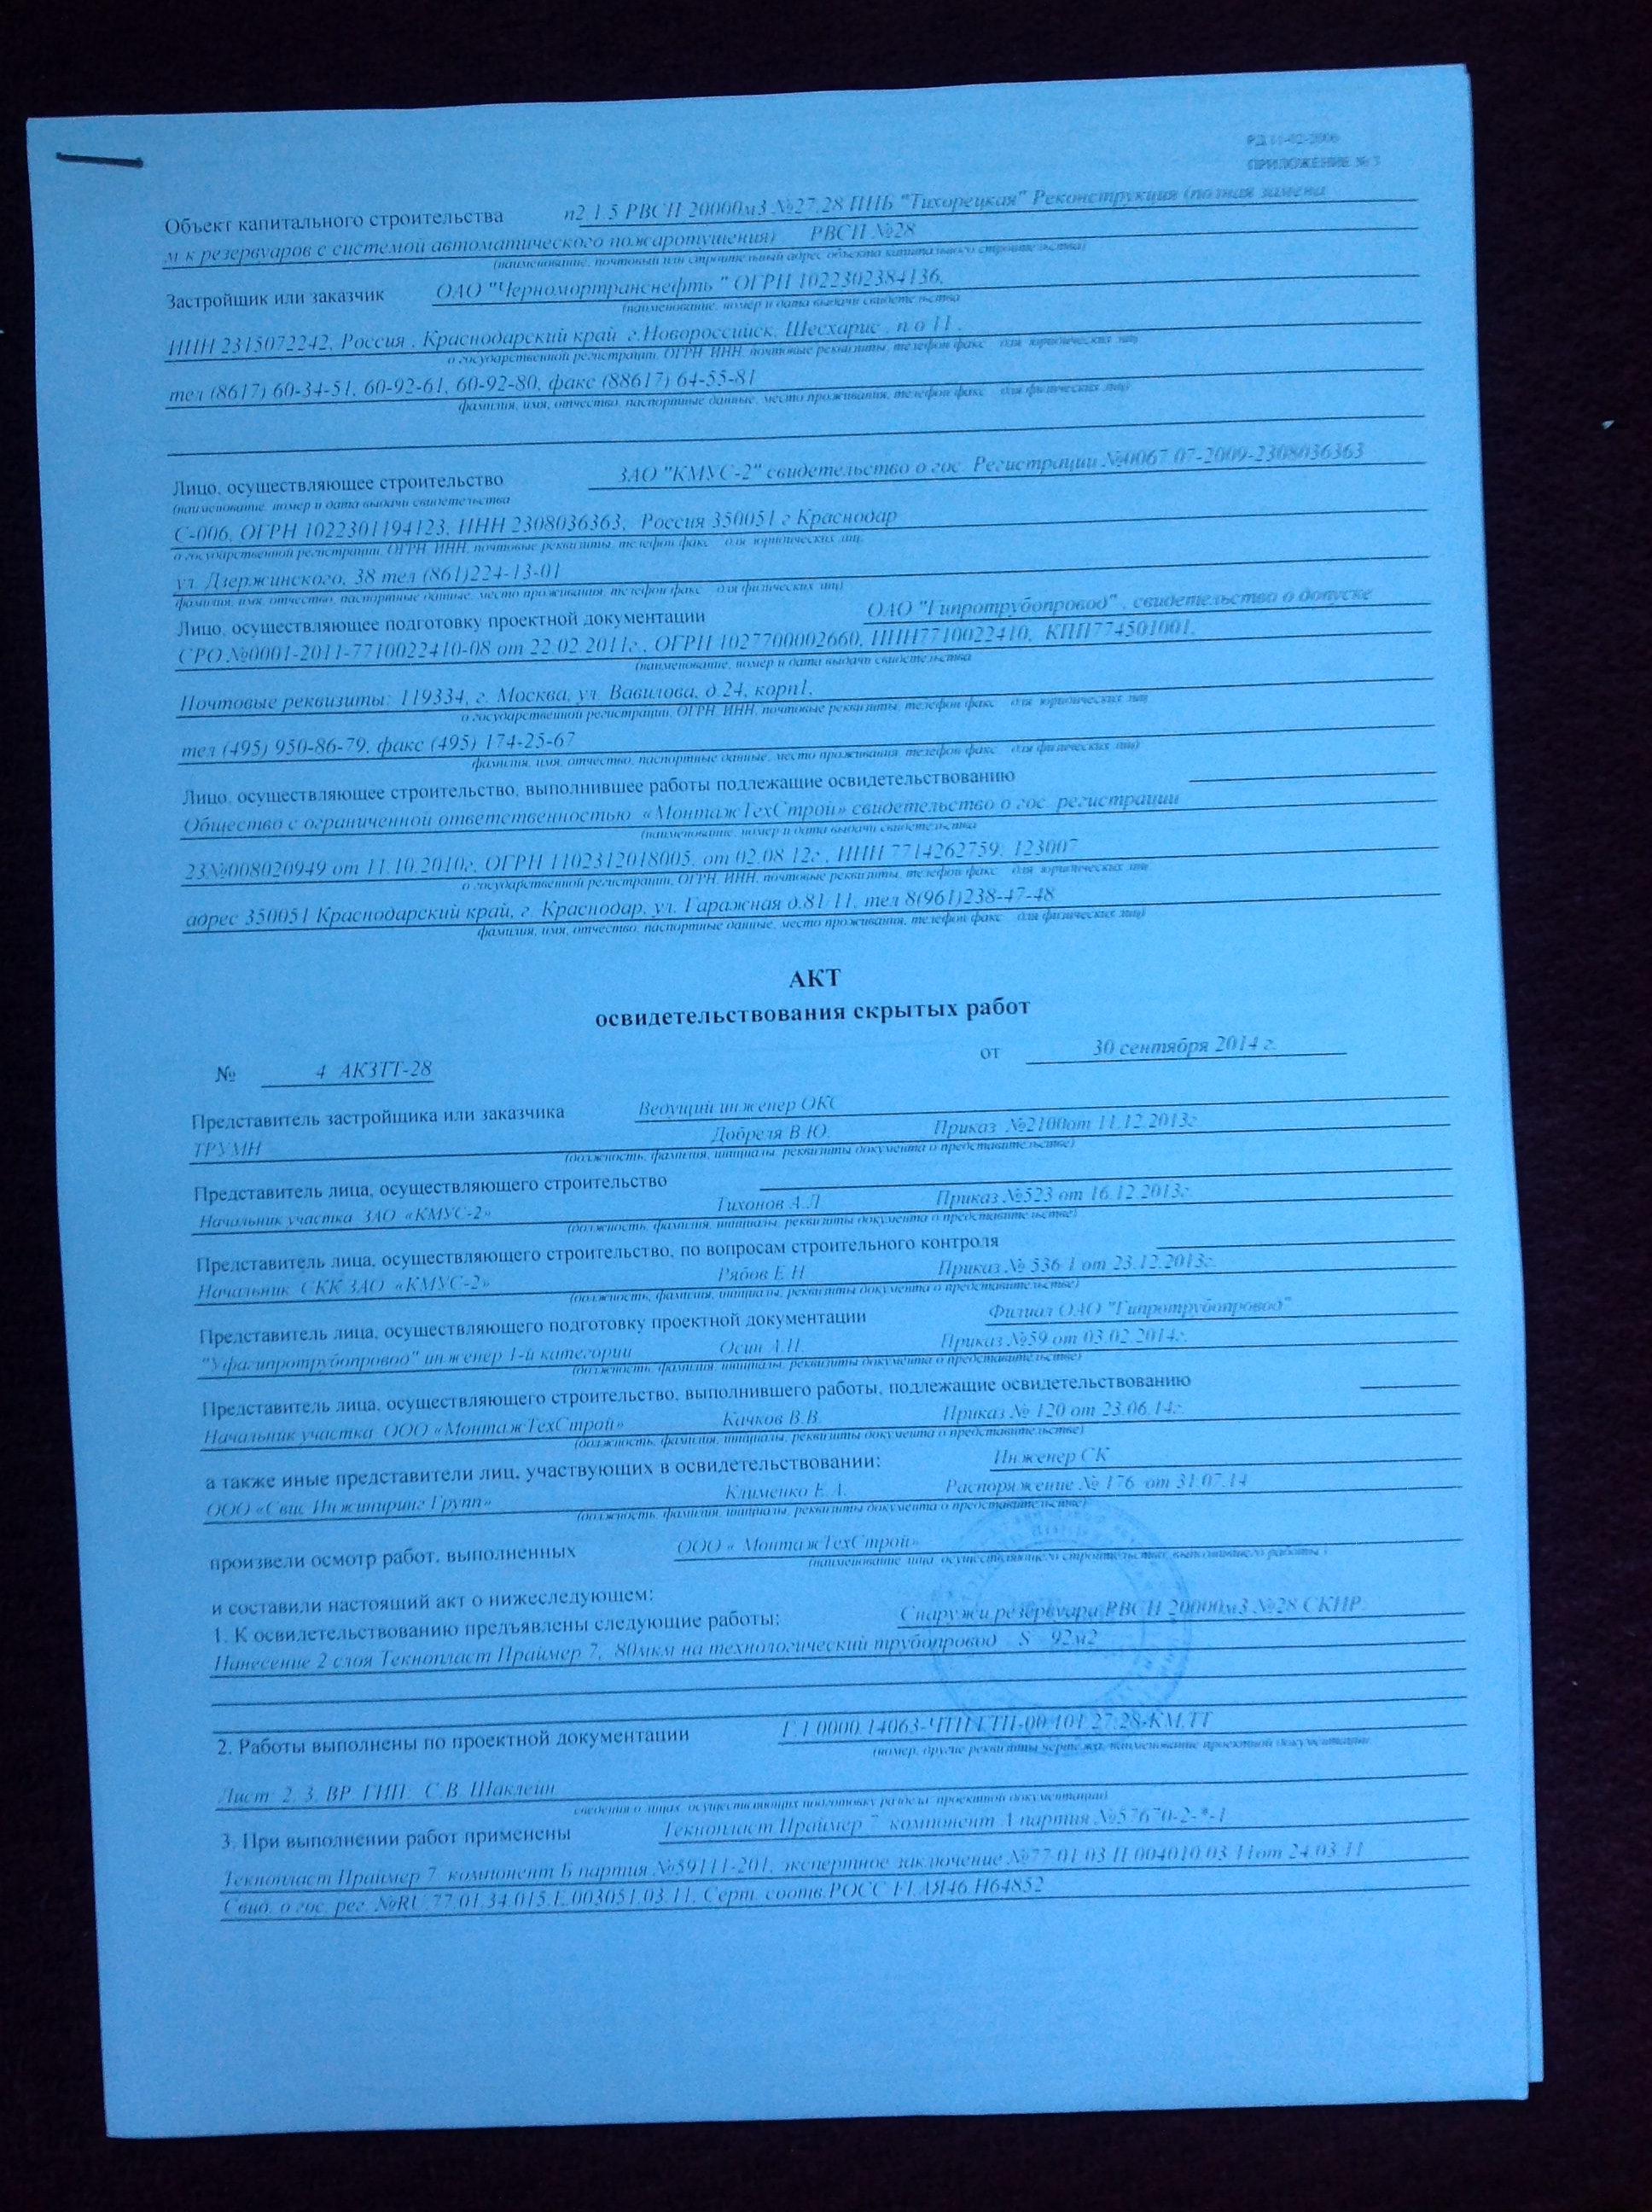 РД 11-02-2006
ПРИЛОЖЕНИЕ № 3
Объект капитального строительства п2.1.5 РВСП 20000м3 №27,28 ППБ "Тихорецкая" Реконструкция (полная замена
м к резервуаров с системой автоматического пожаротушения) РВСП №28
(наименование, почтовый или строительный адрес объекта капитального строительства)
Застройщик или заказчик ОАО "Черномортранснефть " ОГРН 1022302384136,
(наименование, номер и дата выдачи свидетельства
ИНН 2315072242, Россия , Краснодарский край г.Новороссийск, Шесхарис , п о 11 ,
о государственной регистрации, ОГРН, ИНН, почтовые реквизиты, телефон факс для юридических лиц
тел (8617) 60-34-51, 60-92-61, 60-92-80, факс (88617) 64-55-81
фамилия, имя, отчество, паспортные данные, место проживания, телефон факс для физических лиц)
Лицо, осуществляющее строительство ЗАО "КМУС-2" свидетельство о гос. Регистрации №0067.07-2009-2308036363
(наименование, номер и дата выдачи свидетельства
С-006, ОГРН 1022301194123, ИНН 2308036363, Россия 350051 г Краснодар
о государственной регистрации, ОГРН, ИНН, почтовые реквизиты, телефон факс для юридических лиц
ул. Дзержинского, 38 тел (861)224-13-01
фамилия, имя, отчество, паспортные данные, место проживания, телефон факс для физических лиц)
Лицо, осуществляющее подготовку проектной документации ОАО "Гипротрубопровод" , свидетельство о допуске
СРО №0001-2011-7710022410-08 от 22.02.2011г., ОГРН 1027700002660, ИНН7710022410, КПП774501001,
(наименование, номер и дата выдачи свидетельства
Почтовые реквизиты: 119334, г. Москва, ул. Вавилова, д.24, корп1,
о государственной регистрации, ОГРН, ИНН, почтовые реквизиты, телефон факс для юридических лиц
тел (495) 950-86-79, факс (495) 174-25-67
фамилия, имя, отчество, паспортные данные, место проживания, телефон факс для физических лиц)
Лицо, осуществляющее строительство, выполнившее работы подлежащие освидетельствованию
Общество с ограниченной ответственностью «МонтажТехСтрой» свидетельство о гос. регистрации
(наименование, номер и дата выдачи свидетельства
23№008020949 от 11.10.2010г, ОГРН 1102312018005, от 02.08.12г., ИНН 7714262759; 123007
о государственной регистрации, ОГРН, ИНН, почтовые реквизиты, телефон факс для юридических лиц
адрес 350051 Краснодарский край, г. Краснодар, ул. Гаражная д.81/11, тел 8(961)238-47-48
фамилия, имя, отчество, паспортные данные, место проживания, телефон факс для физических лиц)
АКТ
освидетельствования скрытых работ
№ 4 АКЗТТ-28 от 30 сентября 2014 г.
Представитель застройщика или заказчика Ведущий инженер ОКС
ТРУМН Добреля В.Ю. Приказ №2100от 11.12.2013г
(должность, фамилия, инициалы, реквизиты документа о представительстве)
Представитель лица, осуществляющего строительство
Начальник участка ЗАО «КМУС-2» Тихонов А.Л Приказ №523 от 16.12.2013г.
(должность, фамилия, инициалы, реквизиты документа о представительстве)
Представитель лица, осуществляющего строительство, по вопросам строительного контроля
Начальник СКК ЗАО «КМУС-2» Рябов Е.Н. Приказ № 536/1 от 23.12.2013г.
(должность, фамилия, инициалы, реквизиты документа о представительстве)
Представитель лица, осуществляющего подготовку проектной документации Филиал ОАО "Гипротрубопровод"
"Уфагипротрубопровод" инженер 1-й категории Осин А.Н. Приказ №59 от 03.02.2014г.
(должность, фамилия, инициалы, реквизиты документа о представительстве)
Представитель лица, осуществляющего строительство, выполнившего работы, подлежащие освидетельствованию
Начальник участка ООО «МонтажТехСтрой» Качков В.В. Приказ № 120 от 23.06.14г.
(должность, фамилия, инициалы, реквизиты документа о представительстве)
а также иные представители лиц, участвующих в освидетельствовании: Инженер СК
ООО «Свис Инжиниринг Групп» Клименко Е.А. Распоряжение № 176 от 31.07.14
(должность, фамилия, инициалы, реквизиты документа о представительстве)
произвели осмотр работ, выполненных ООО « МонтажТехСтрой»
(наименование лица, осуществляющего строительство, выполнившего работы )
и составили настоящий акт о нижеследующем:
1. К освидетельствованию предъявлены следующие работы: Снаружи резервуара РВСП 20000м3 №28 СКНР.
Нанесение 2 слоя Технопласт Праймер 7, 80мкм на технологический трубопровод S - 92м2
2. Работы выполнены по проектной документации Г.1.0000.14063-ЧТН/ГТП-00.101.27.28-КМ.ТТ
(номер, другие реквизиты чертежа, наименование проектной документации
Лист 2, 3, ВР. ГИП: С.В. Шаклеин
сведения о лицах, осуществляющих подготовку раздела проектной документации)
3. При выполнении работ применены Технопласт Праймер 7 компонент А партия №57670-2-*-1
Технопласт Праймер 7 компонент Б партия №59111-201, экспертное заключение №77.01.03.П.004010.03.11от 24.03.11
Свид. о гос. рег. №RU.77.01.34.015.Е.003051.03.11, Серт. соотв.РОСС FI.АЯ46.Н64852